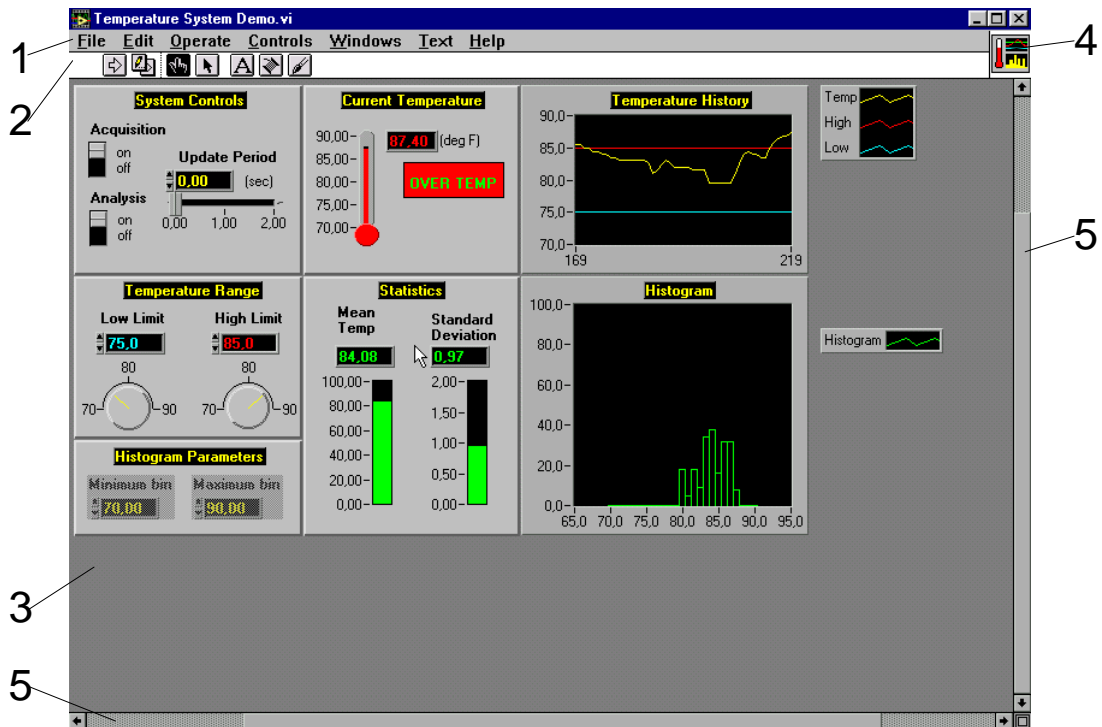 Temperature System Demo.vi
File Edit Operate Controls Windows Text Help
A
1
2
3
4
5
5
System Controls
Acquisition
on
off
Update Period
0,00 (sec)
0,00 1,00 2,00
Analysis
on
off
Current Temperature
90,00
85,00
80,00
75,00
70,00
87,40 (deg F)
OVER TEMP
Temperature History
90,0
85,0
80,0
75,0
70,0
169 219
Temp
High
Low
Temperature Range
Low Limit
75,0
80
70 90
High Limit
85,0
80
70 90
Statistics
Mean
Temp
84,08
100,00
80,00
60,00
40,00
20,00
0,00
Standard
Deviation
0,97
2,00
1,50
1,00
0,50
0,00
Histogram
100,0
80,0
60,0
40,0
20,0
0,0
65,0 70,0 75,0 80,0 85,0 90,0 95,0
Histogram
Histogram Parameters
Minimum bin
70,00
Maximum bin
90,00